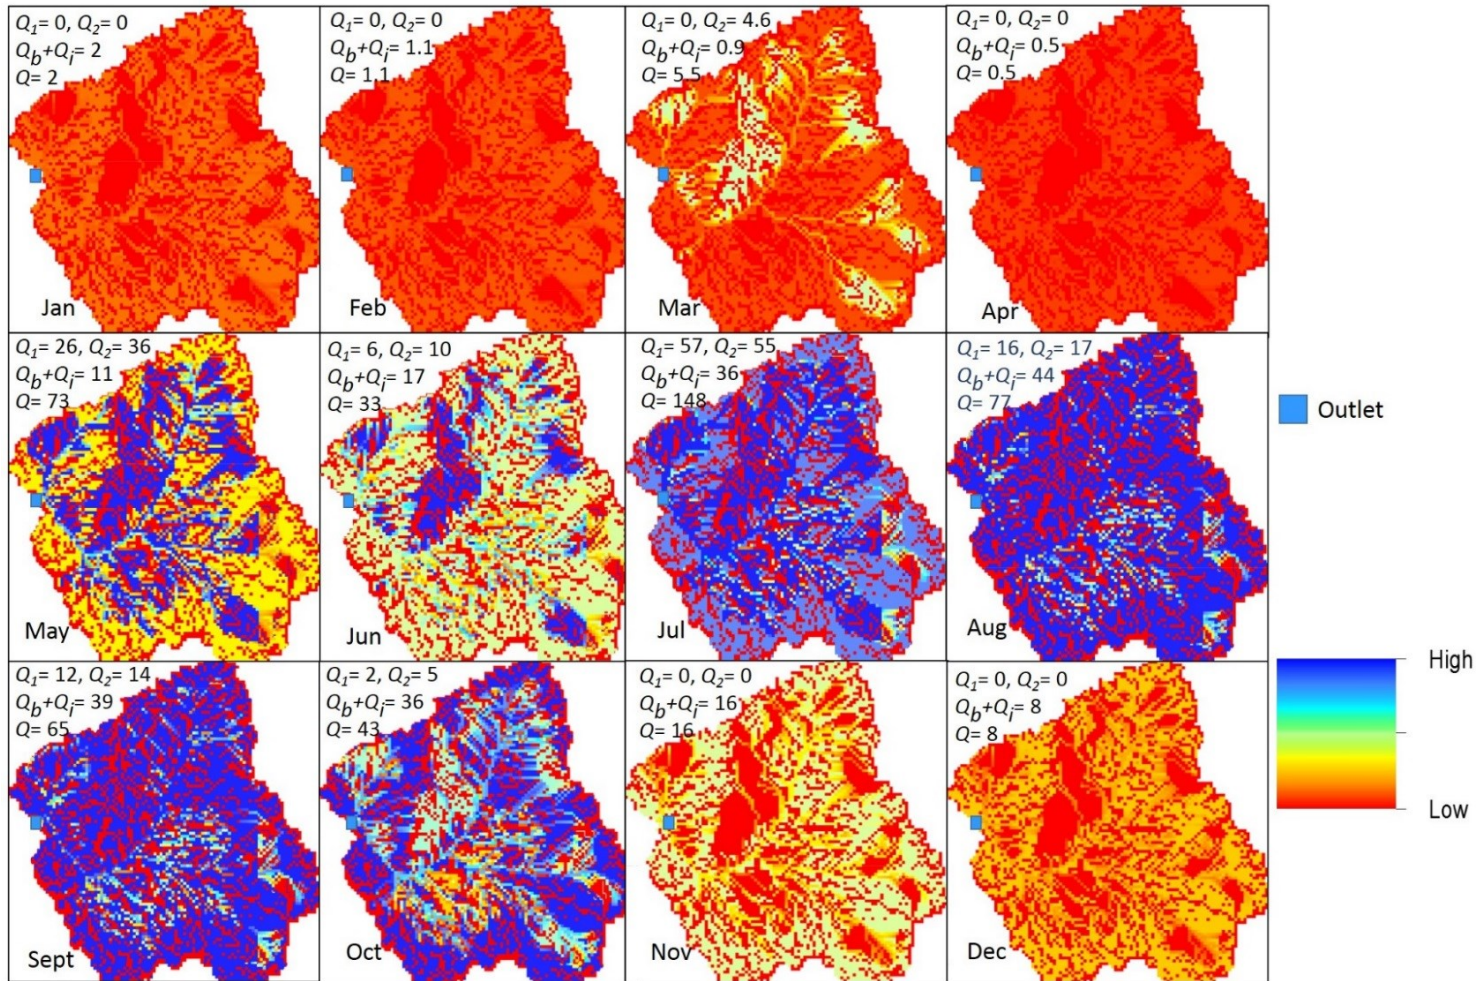 Q1= 0, Q2= 0
Qb+Qi= 2
Q= 2
Jan
Q1= 0, Q2= 0
Qb+Qi= 1.1
Q= 1.1
Feb
Q1= 0, Q2= 4.6
Qb+Qi= 0.9
Q= 5.5
Mar
Q1= 0, Q2= 0
Qb+Qi= 0.5
Q= 0.5
Apr
Q1= 26, Q2= 36
Qb+Qi= 11
Q= 73
May
Q1= 6, Q2= 10
Qb+Qi= 17
Q= 33
Jun
Q1= 57, Q2= 55
Qb+Qi= 36
Q= 148
Jul
Q1= 16, Q2= 17
Qb+Qi= 44
Q= 77
Aug
Q1= 12, Q2= 14
Qb+Qi= 39
Q= 65
Sept
Q1= 2, Q2= 5
Qb+Qi= 36
Q= 43
Oct
Q1= 0, Q2= 0
Qb+Qi= 16
Q= 16
Nov
Q1= 0, Q2= 0
Qb+Qi= 8
Q= 8
Dec
Outlet
High
Low